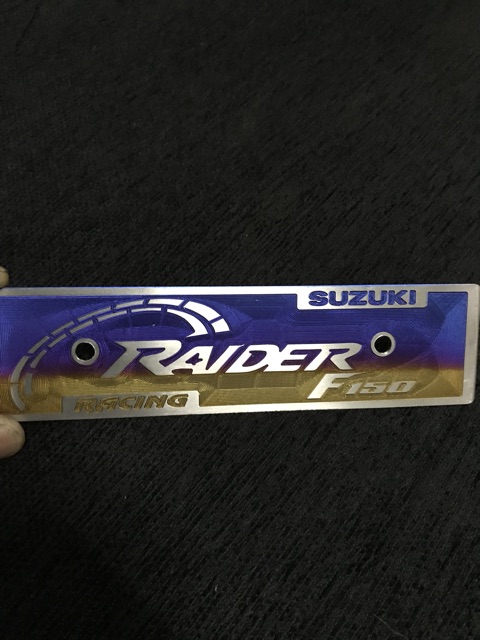 SUZUKI
RAIDER
F150
RACING